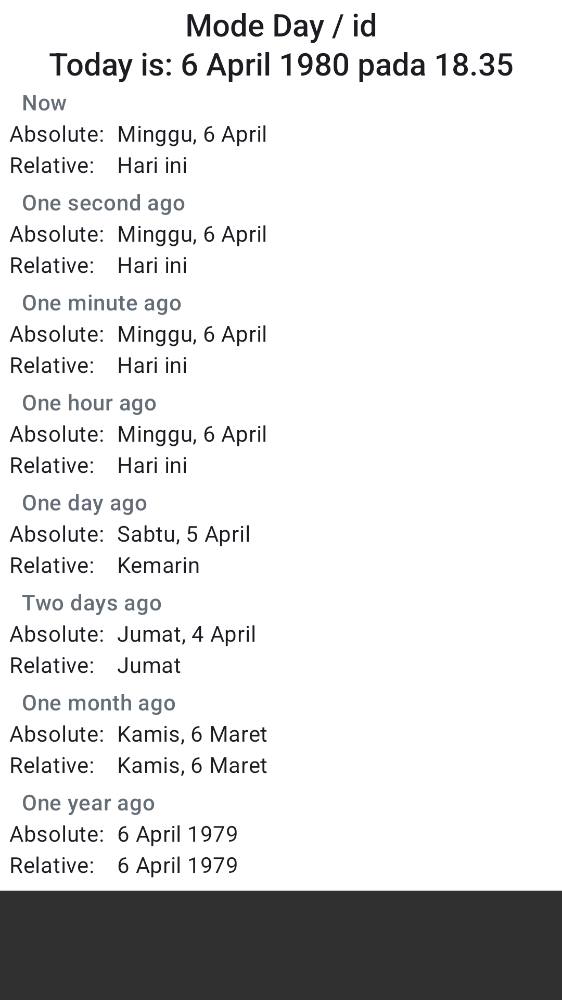 Mode Day / id
Today is: 6 April 1980 pada 18.35
Now
Absolute: Minggu, 6 April
Relative: Hari ini
One second ago
Absolute: Minggu, 6 April
Relative: Hari ini
One minute ago
Absolute: Minggu, 6 April
Relative: Hari ini
One hour ago
Absolute: Minggu, 6 April
Relative: Hari ini
One day ago
Absolute: Sabtu, 5 April
Relative: Kemarin
Two days ago
Absolute: Jumat, 4 April
Relative: Jumat
One month ago
Absolute: Kamis, 6 Maret
Relative: Kamis, 6 Maret
One year ago
Absolute: 6 April 1979
Relative: 6 April 1979